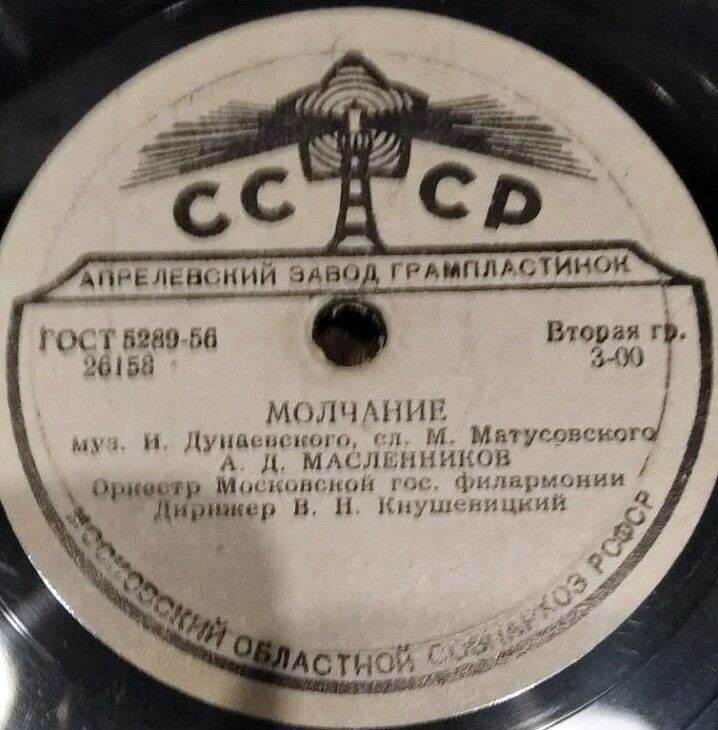 СССР
АПРЕЛЕВСКИЙ ЗАВОД ГРАМПЛАСТИНОК
ГОСТ 5289-56
26158
Вторая гр.
3-00
МОЛЧАНИЕ
муз. И. Дунаевского, сл. М. Матусовского
А. Д. МАСЛЕННИКОВ
Оркестр Московской гос. филармонии
Дирижер В. Н. Кнушевицкий
МОСКОВСКИЙ ОБЛАСТНОЙ СОВНАРХОЗ РСФСР